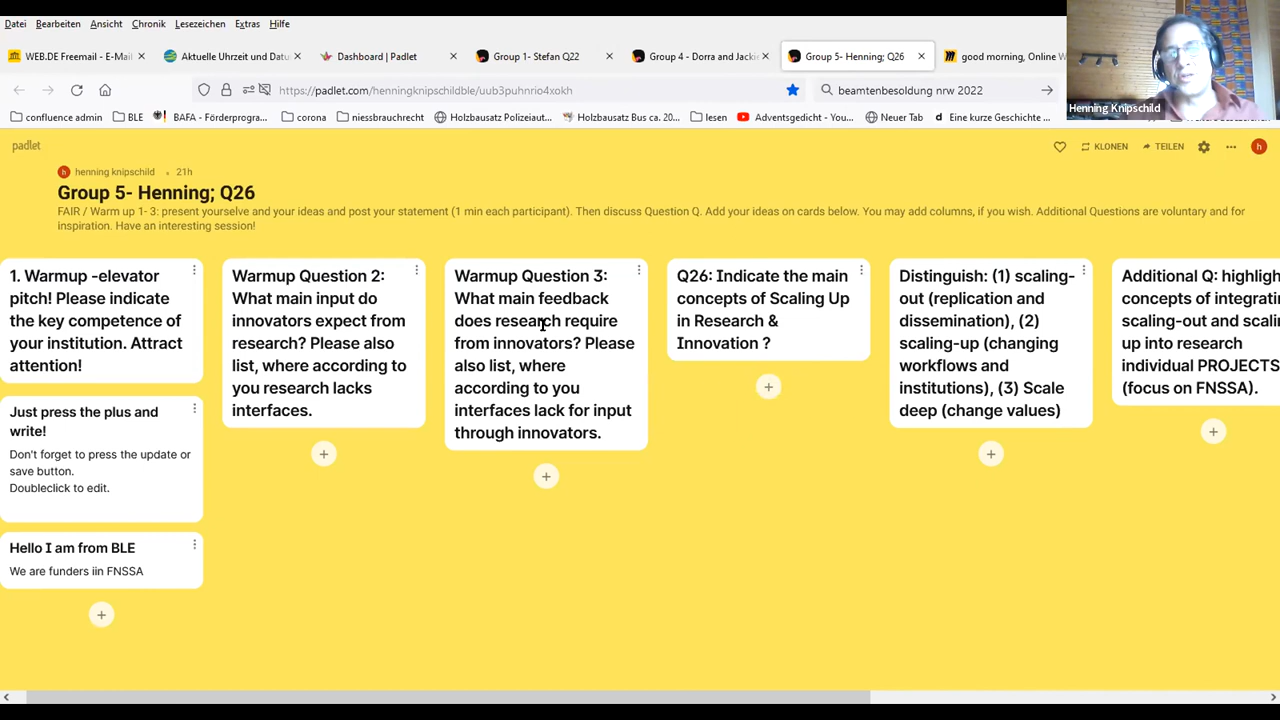 Datei Bearbeiten Ansicht Chronik Lesezeichen Extras Hilfe
WEB.DE Freemail - E-Mai
Aktuelle Uhrzeit und Datu
Dashboard | Padlet
Group 1- Stefan Q22
Group 4 - Dorra and Jackie
Group 5- Henning; Q26
good morning, Online W
https://padlet.com/henningknipschild/
beamtenbesoldung nrw 2022
Henning Knipschild
confluence admin
BLE
BAFA - Förderprogra...
corona
niessbrauchrecht
Holzbausatz Polizeiaut...
Holzbausatz Bus ca. 20...
lesen
Adventsgedicht - You...
Neuer Tab
Eine kurze Geschichte ...
padlet
KLONEN
TEILEN
h
h henning knipschild • 21h
Group 5- Henning; Q26
FAIR / Warm up 1- 3: present yourselve and your ideas and post your statement (1 min each participant). Then discuss Question Q. Add your ideas on cards below. You may add columns, if you wish. Additional Questions are voluntary and for
inspiration. Have an interesting session!
1. Warmup -elevator
pitch! Please indicate
the key competence of
your institution. Attract
attention!
Just press the plus and
write!
Don't forget to press the update or
save button.
Doubleclick to edit.
Hello I am from BLE
We are funders iin FNSSA
Warmup Question 2:
What main input do
innovators expect from
research? Please also
list, where according to
you research lacks
interfaces.
Warmup Question 3:
What main feedback
does research require
from innovators? Please
also list, where
according to you
interfaces lack for input
through innovators.
Q26: Indicate the main
concepts of Scaling Up
in Research &
Innovation ?
Distinguish: (1) scaling-
out (replication and
dissemination), (2)
scaling-up (changing
workflows and
institutions), (3) Scale
deep (change values)
Additional Q: highligh
concepts of integrati
scaling-out and scali
up into research
individual PROJECTS
(focus on FNSSA).